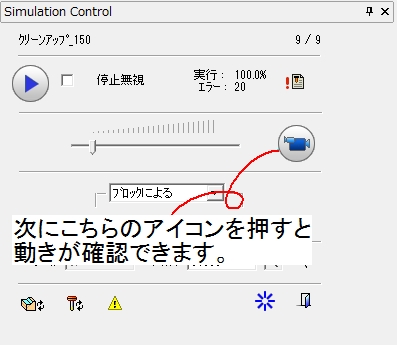 Simulation Control
クリーンアップ_150 9 / 9
停止無視
実行： 100.0%
エラー： 20
ブロックによる
次にこちらのアイコンを押すと
動きが確認できます。